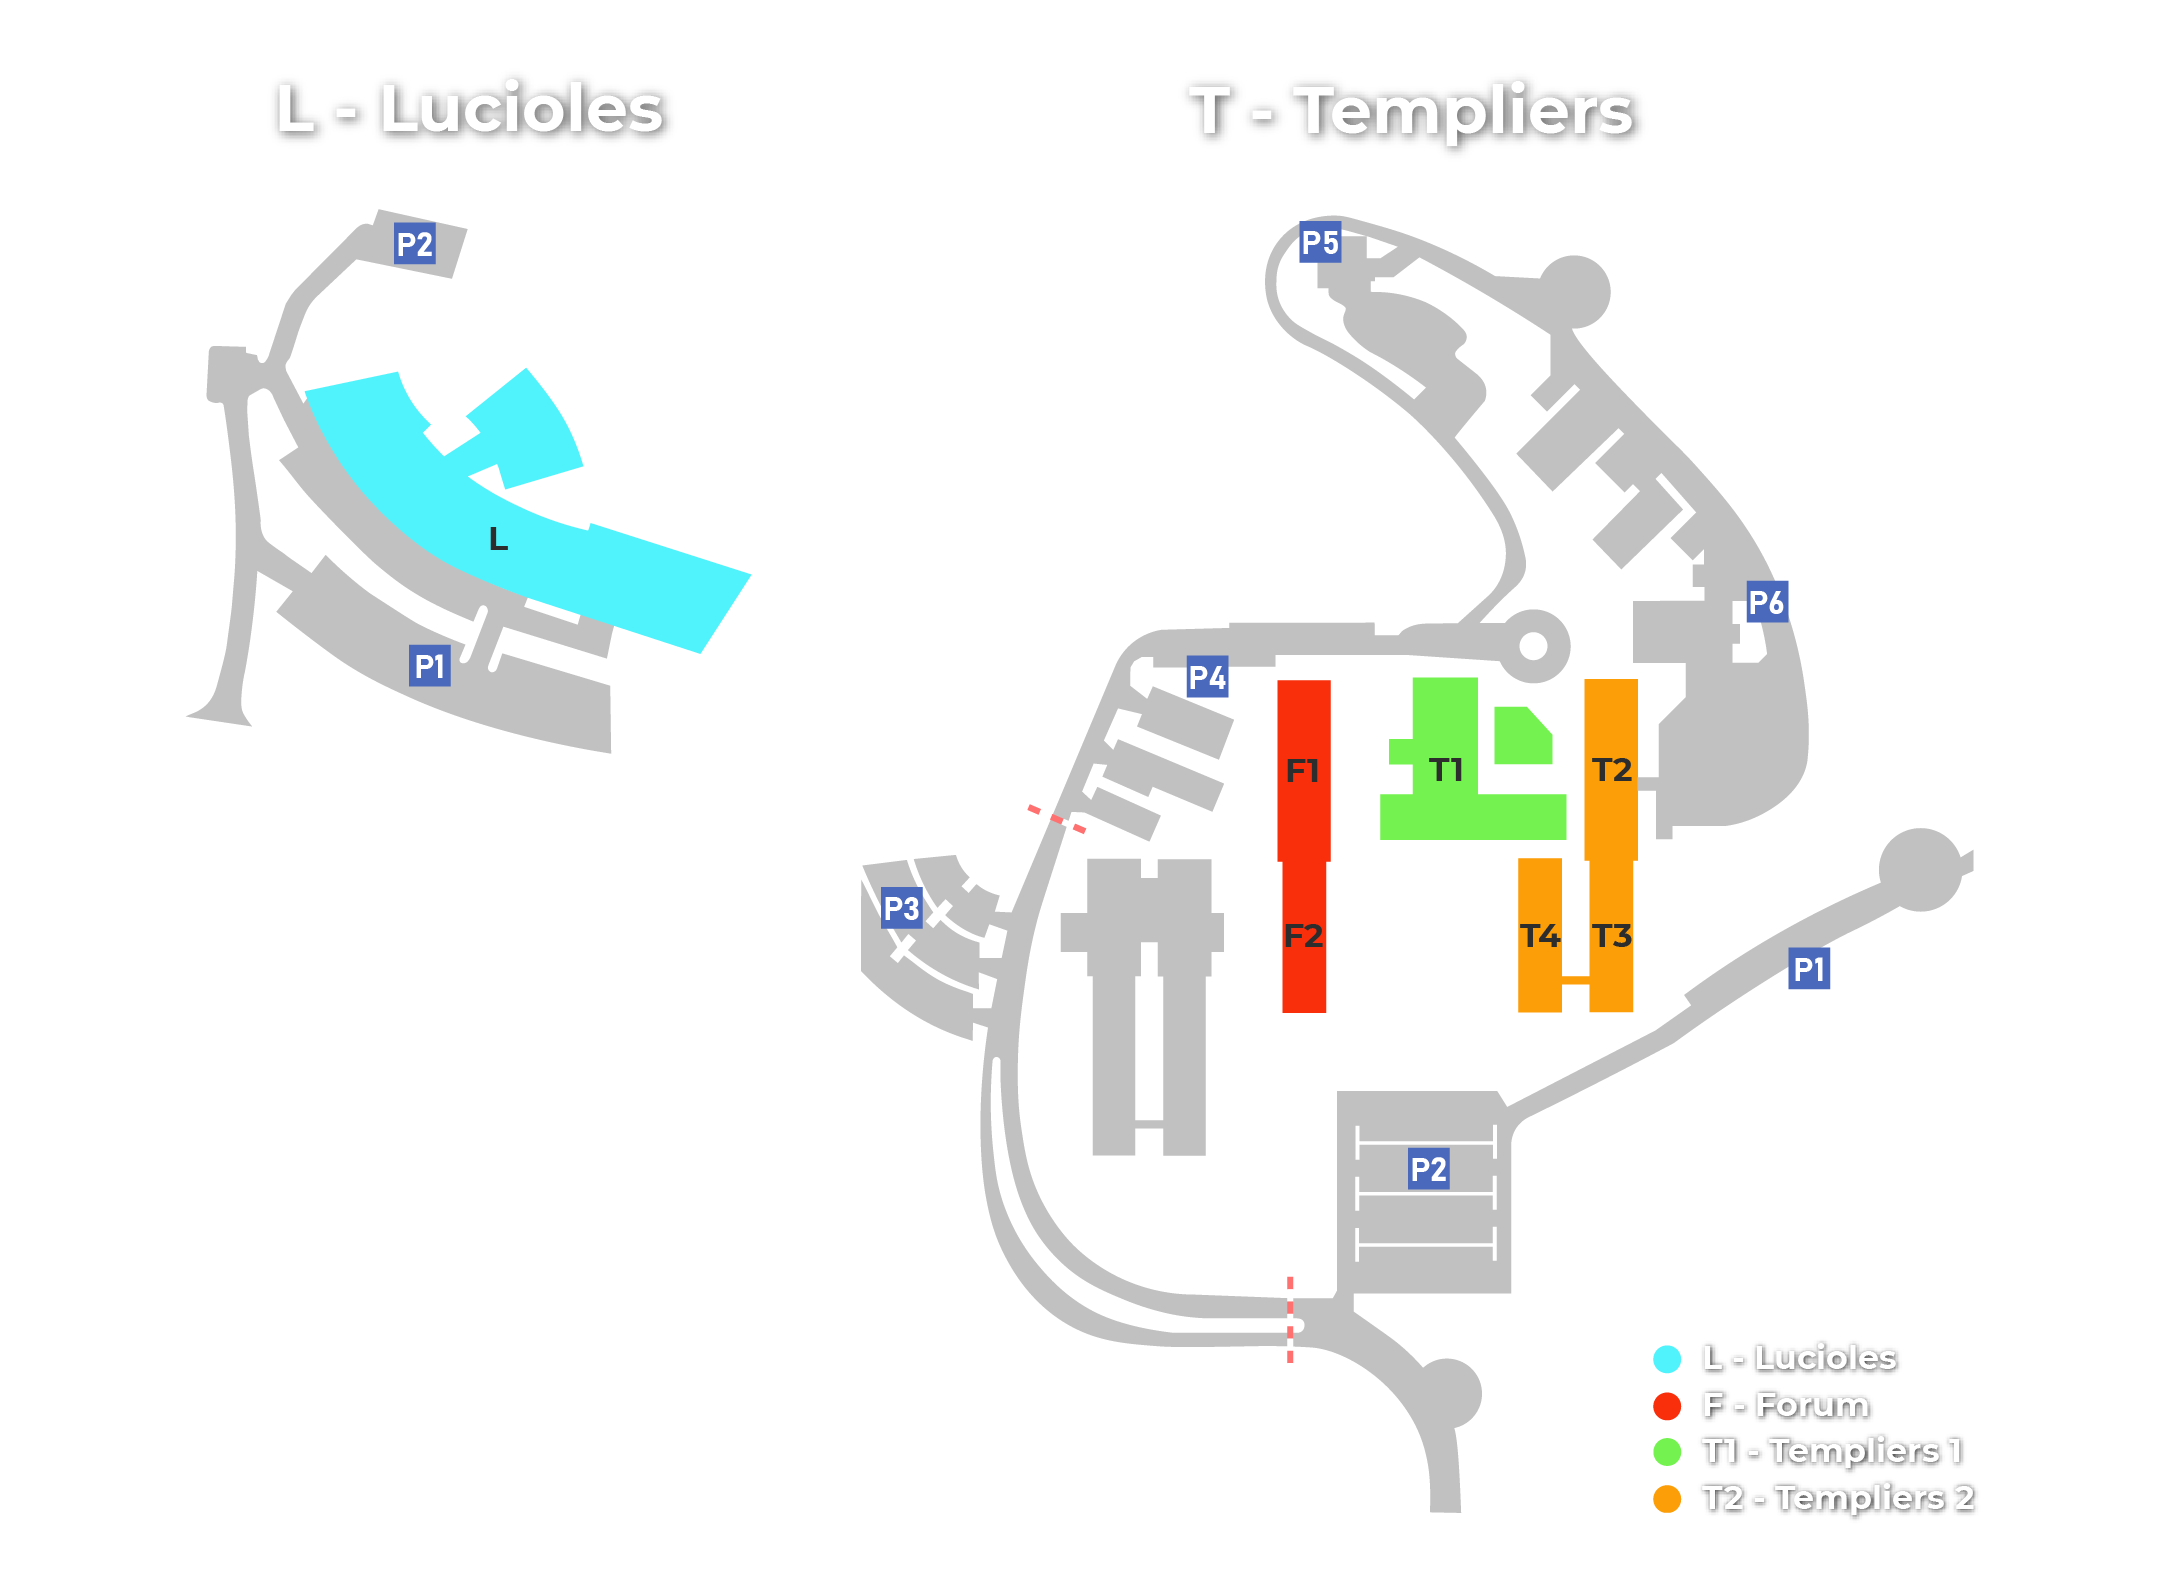 L - Lucioles
T - Templiers
P2
L
P1
P5
P6
P4
F1
T1
T2
P3
F2
T4
T3
P1
P2
L - Lucioles
F - Forum
T1 - Templiers 1
T2 - Templiers 2